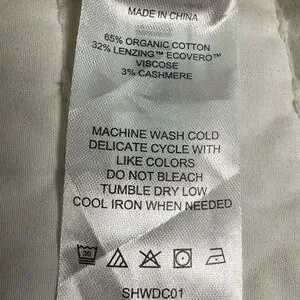 MADE IN CHINA
65% ORGANIC COTTON
32% LENZING™ ECOVERO™
VISCOSE
3% CASHMERE
MACHINE WASH COLD
DELICATE CYCLE WITH
LIKE COLORS
DO NOT BLEACH
TUMBLE DRY LOW
COOL IRON WHEN NEEDED
30
SHWDC01